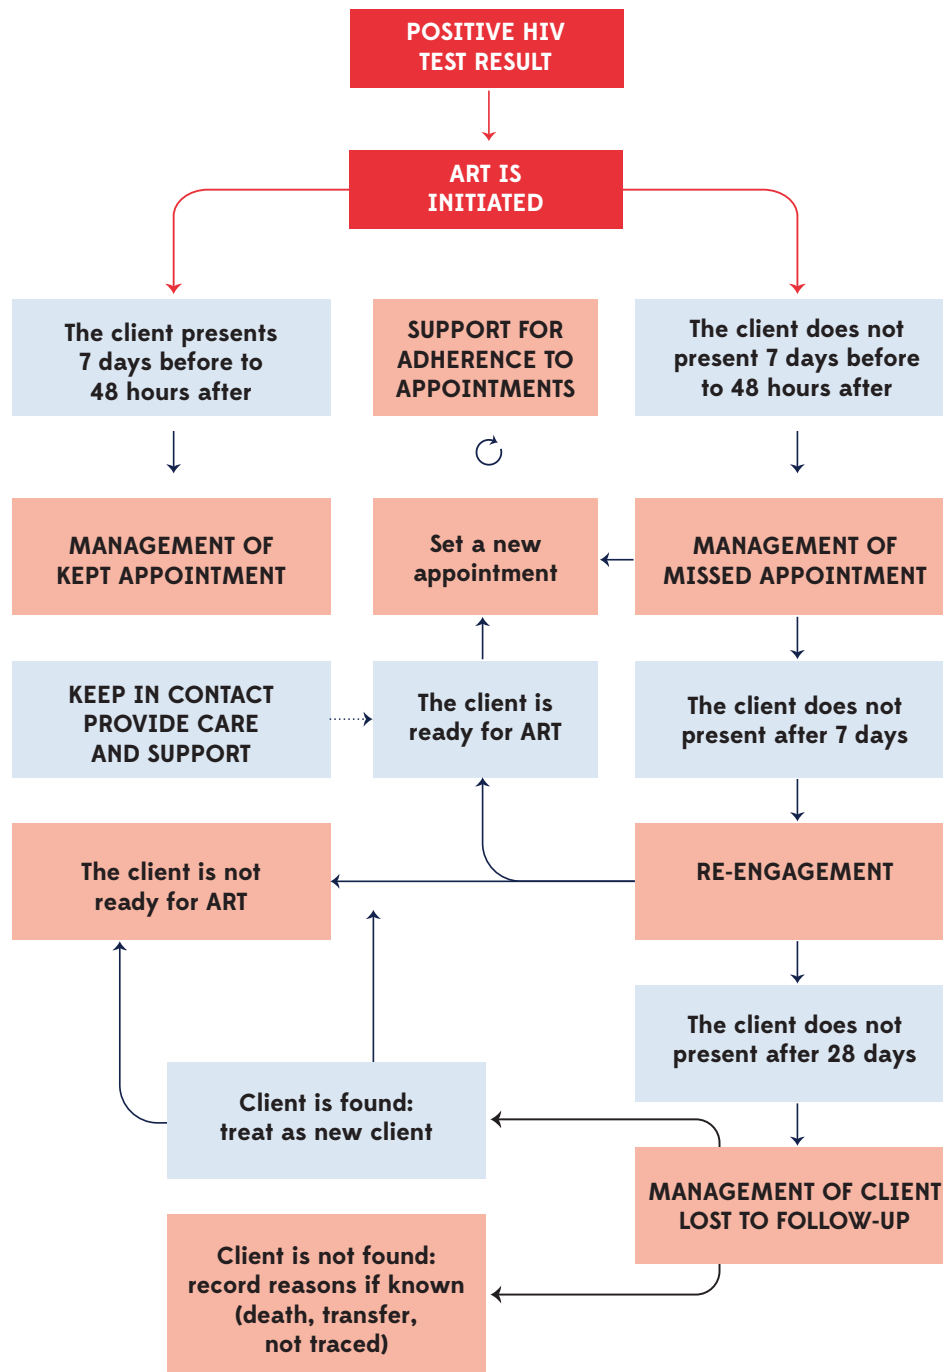 POSITIVE HIV
TEST RESULT
ART IS
INITIATED
The client presents
7 days before to
48 hours after
SUPPORT FOR
ADHERENCE TO
APPOINTMENTS
The client does not
present 7 days before
to 48 hours after
MANAGEMENT OF
KEPT APPOINTMENT
Set a new
appointment
MANAGEMENT OF
MISSED APPOINTMENT
KEEP IN CONTACT
PROVIDE CARE
AND SUPPORT
The client is
ready for ART
The client does not
present after 7 days
The client is not
ready for ART
RE-ENGAGEMENT
The client does not
present after 28 days
Client is found:
treat as new client
MANAGEMENT OF CLIENT
LOST TO FOLLOW-UP
Client is not found:
record reasons if known
(death, transfer,
not traced)